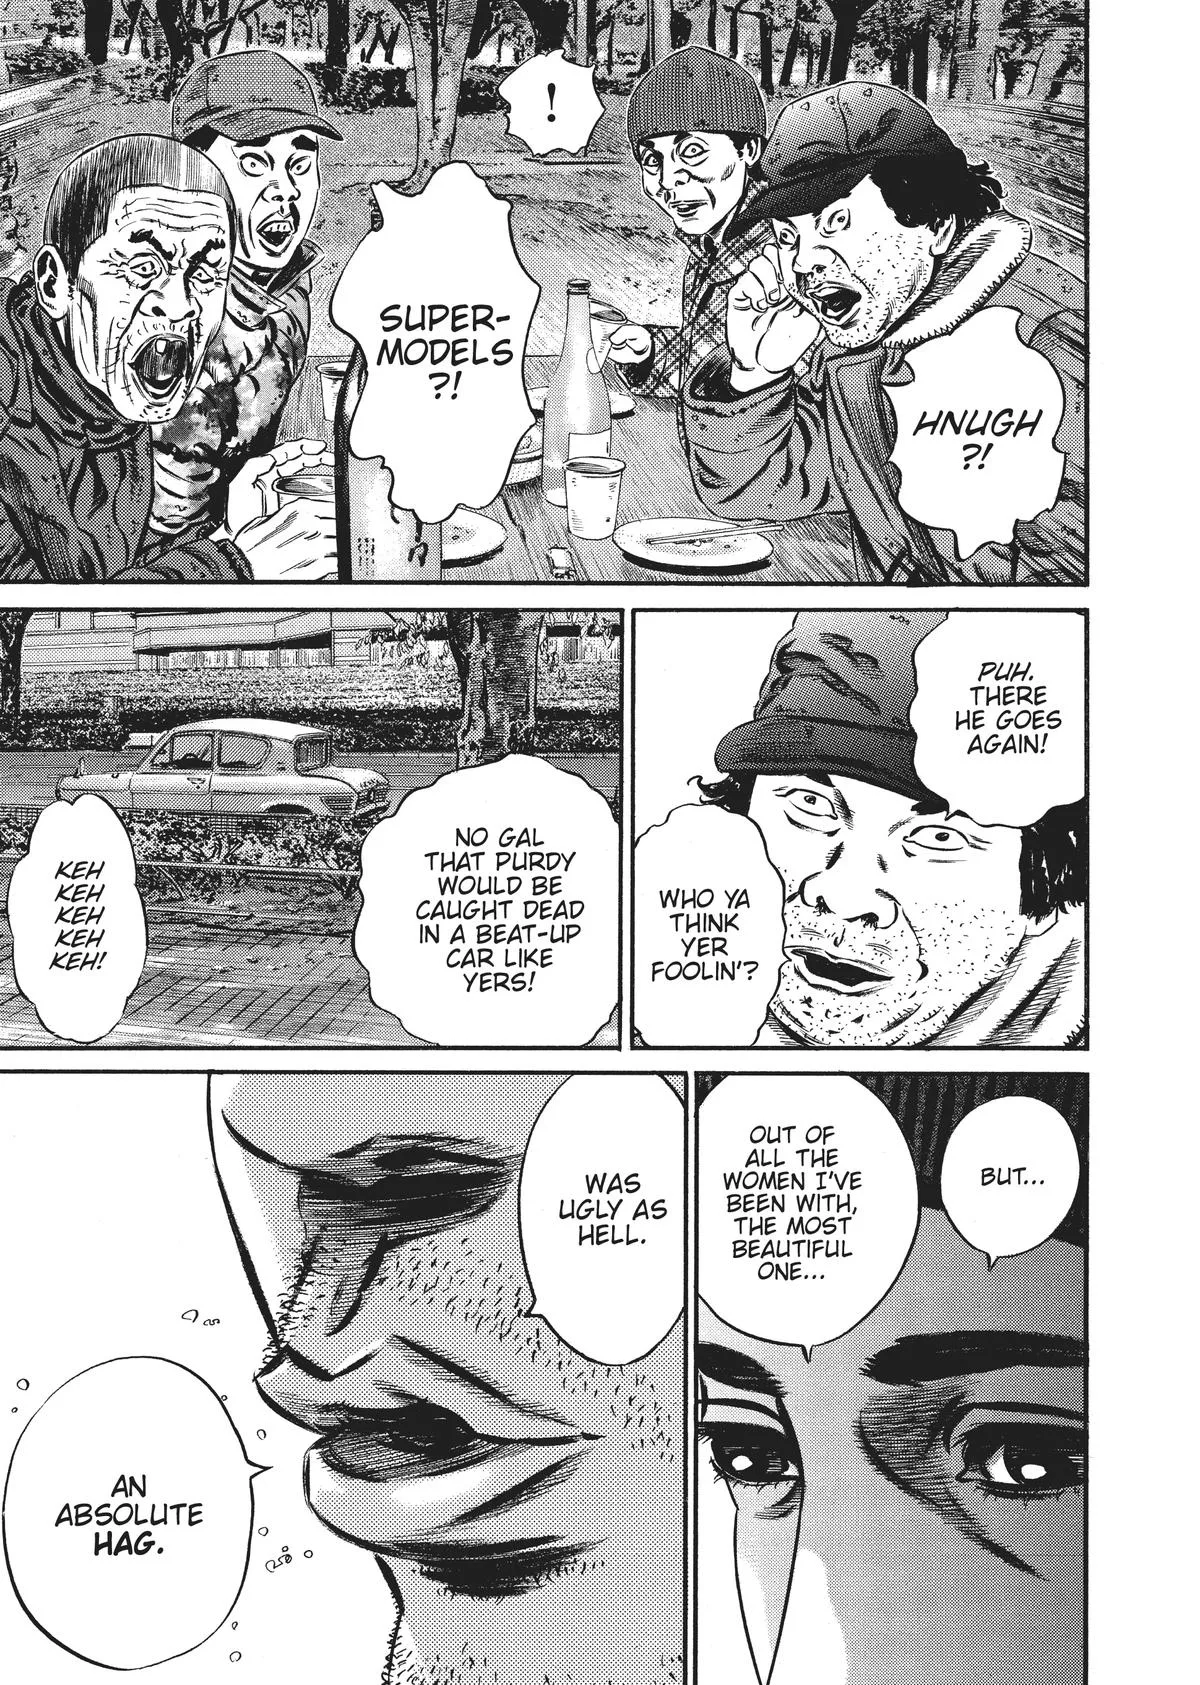 HNUGH
?!
!
SUPER-
MODELS
?!
PUH.
THERE
HE GOES
AGAIN!
WHO YA
THINK
YER
FOOLIN'?
NO GAL
THAT PURDY
WOULD BE
CAUGHT DEAD
IN A BEAT-UP
CAR LIKE
YERS!
KEH
KEH
KEH
KEH
KEH!
BUT...
OUT OF
ALL THE
WOMEN I'VE
BEEN WITH,
THE MOST
BEAUTIFUL
ONE...
WAS
UGLY AS
HELL.
AN
ABSOLUTE
HAG.